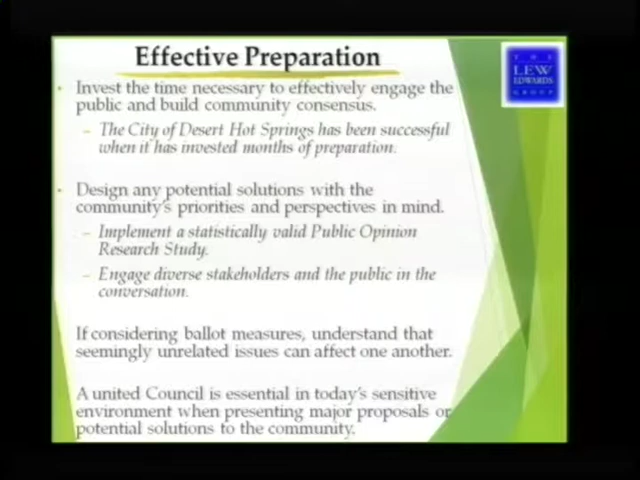 Effective Preparation
THE
LEW
EDWARDS
GROUP
• Invest the time necessary to effectively engage the
public and build community consensus.
– The City of Desert Hot Springs has been successful
when it has invested months of preparation.
• Design any potential solutions with the
community's priorities and perspectives in mind.
– Implement a statistically valid Public Opinion
Research Study.
– Engage diverse stakeholders and the public in the
conversation.
If considering ballot measures, understand that
seemingly unrelated issues can affect one another.
A united Council is essential in today's sensitive
environment when presenting major proposals or
potential solutions to the community.